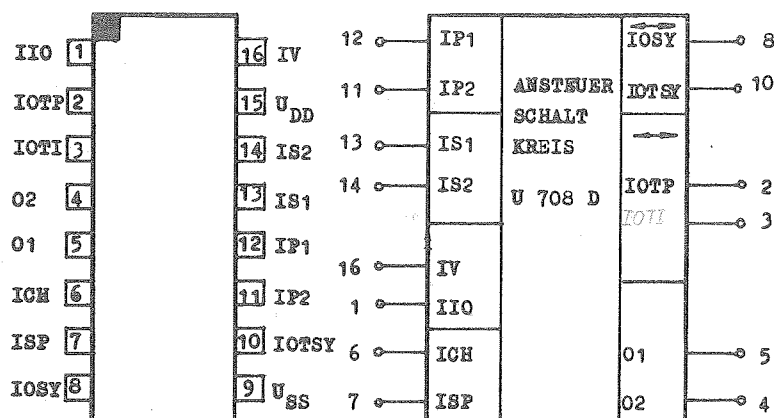 IIO 1
16 IV
IOTP 2
15 U_DD
IOTI 3
14 IS2
O2 4
13 IS1
O1 5
12 IP1
ICH 6
11 IP2
ISP 7
10 IOTSY
IOSY 8
9 U_SS
12 IP1
11 IP2
13 IS1
14 IS2
16 IV
1 IIO
6 ICH
7 ISP
ANSTEUER
SCHALT
KREIS
U 708 D
IOSY 8
IOTSY 10
IOTP 2
IOTI 3
O1 5
O2 4